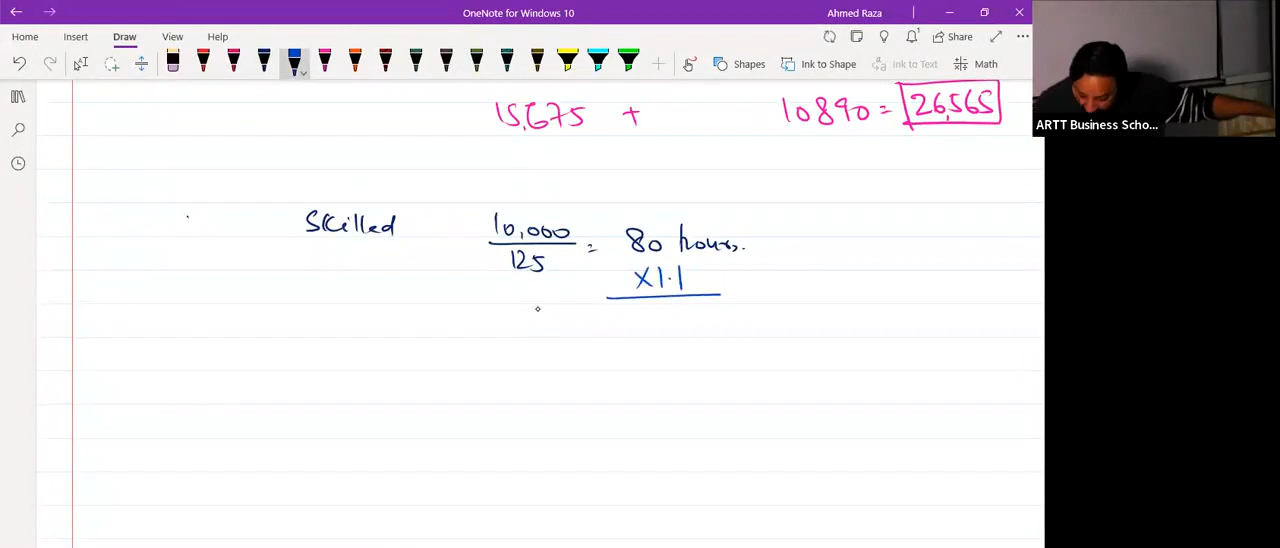 OneNote for Windows 10
Ahmed Raza
Home Insert Draw View Help
Share
Shapes Ink to Shape Ink to Text Math
ARTT Business Scho...
15,675 + 10890 = 26,565
Skilled 10,000
125
= 80 hours.
x1.1